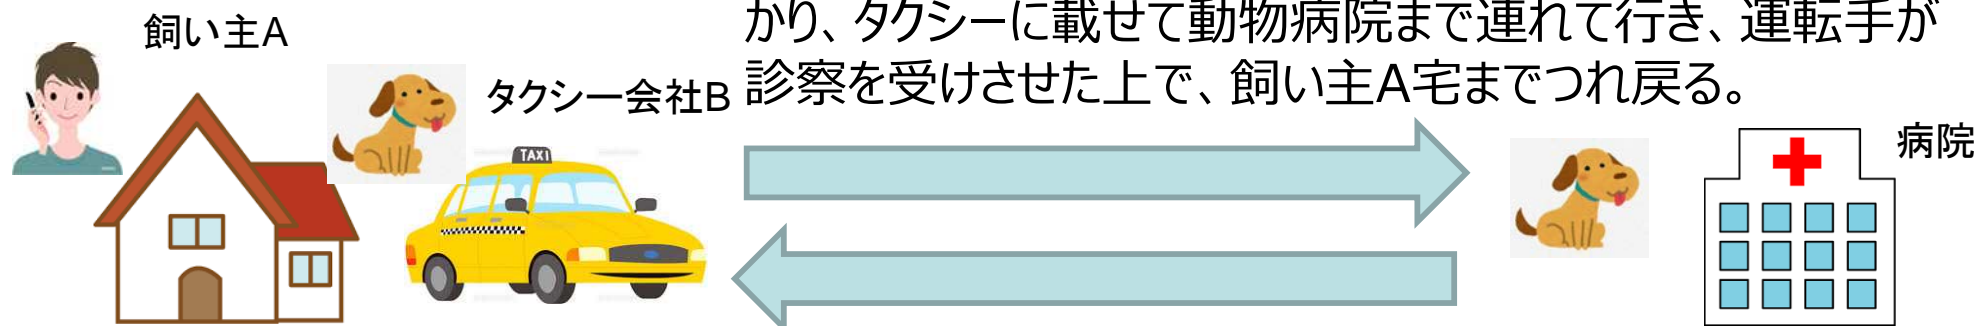 かり、タクシーに載せて動物病院まで連れて行き、運転手が
診察を受けさせた上で、飼い主A宅までつれ戻る。
飼い主A
タクシー会社B
TAXI
病院